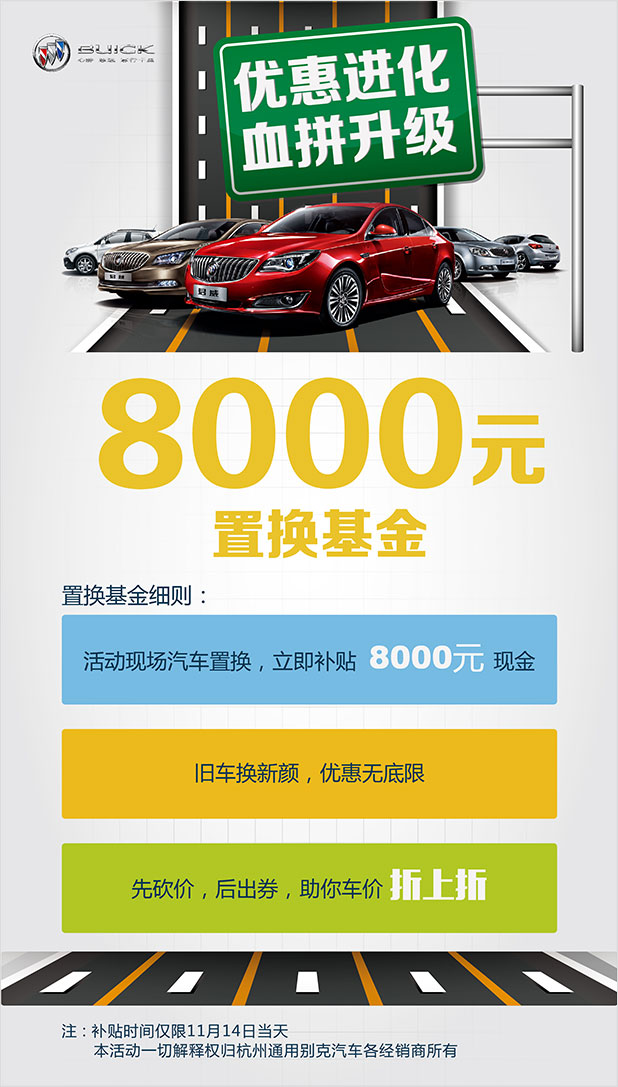 BUICK
优惠进化
血拼升级
君威
8000元
置换基金
置换基金细则：
活动现场汽车置换，立即补贴 8000元 现金
旧车换新颜，优惠无底限
先砍价，后出券，助你车价 折上折
注：补贴时间仅限11月14日当天
本活动一切解释权归杭州通用别克汽车各经销商所有